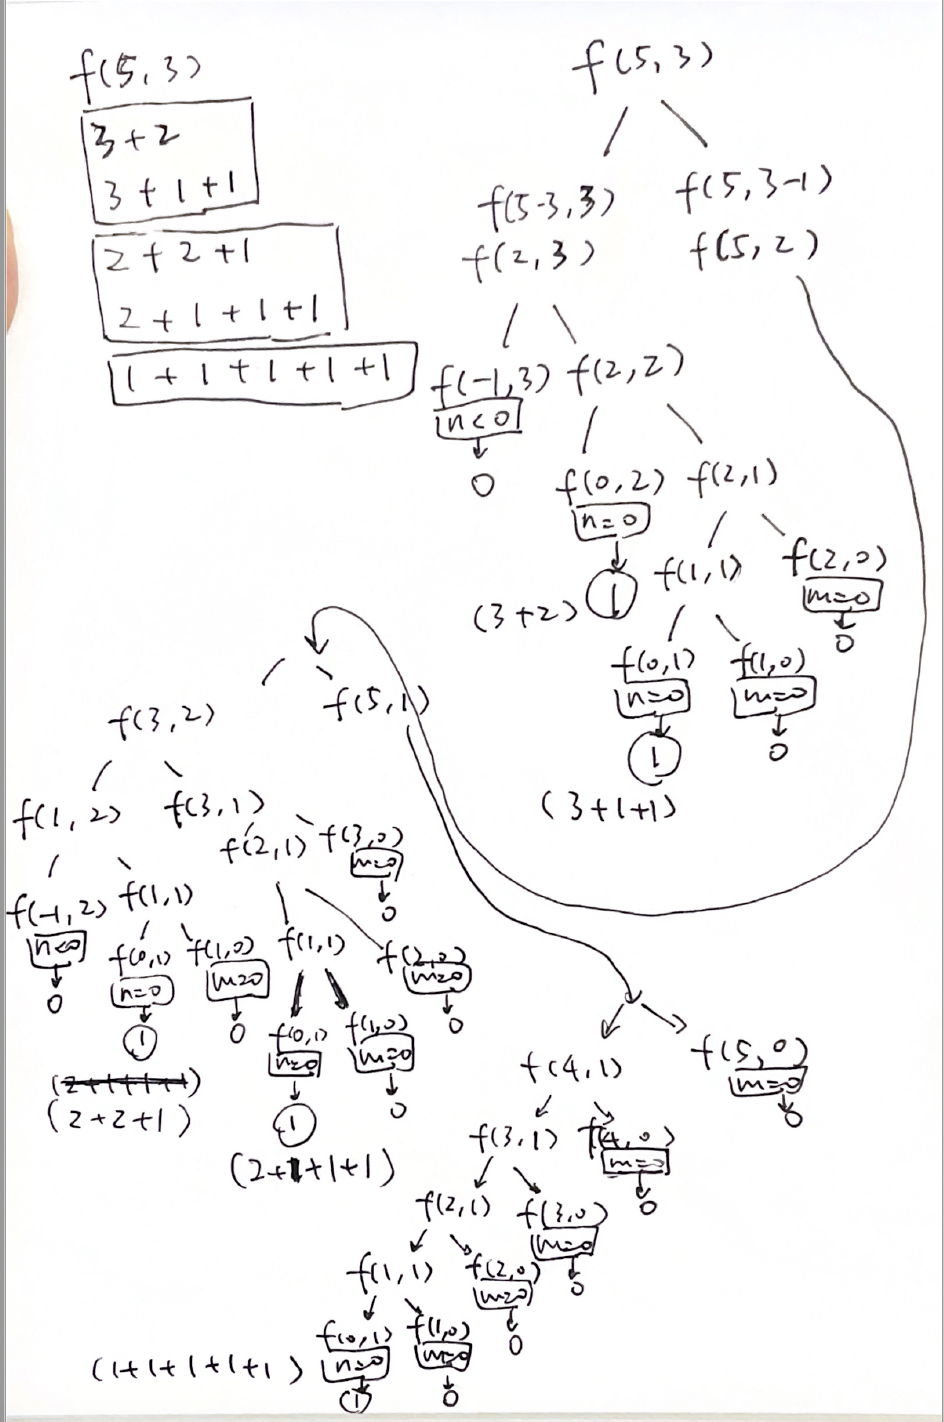 f(5,3)
3+2
3+1+1
2+2+1
2+1+1+1
1+1+1+1+1
f(5,3)
f(5-3,3) f(5,3-1)
f(2,3) f(5,2)
f(-1,3) f(2,2)
n<0
0
f(0,2) f(2,1)
n=0
1
(3+2)
f(1,1) f(2,0)
m=0
0
f(0,1) f(1,0)
n=0 m=0
1 0
(3+1+1)
f(3,2) f(5,1)
f(1,2) f(3,1)
f(2,1) f(3,0)
m=0
0
f(-1,2) f(1,1)
n<0
0
f(0,1) f(1,0) f(1,1) f(2,0)
n=0 m=0 m=0
1 0 0
(2+1+1+1)
(2+2+1)
f(0,1) f(1,0)
n=0 m=0
1 0
(2+1+1+1)
f(4,1) f(5,0)
m=0
0
f(3,1) f(4,0)
m=0
0
f(2,1) f(3,0)
m=0
0
f(1,1) f(2,0)
m=0
0
f(0,1) f(1,0)
(1+1+1+1+1) n=0 m=0
1 0